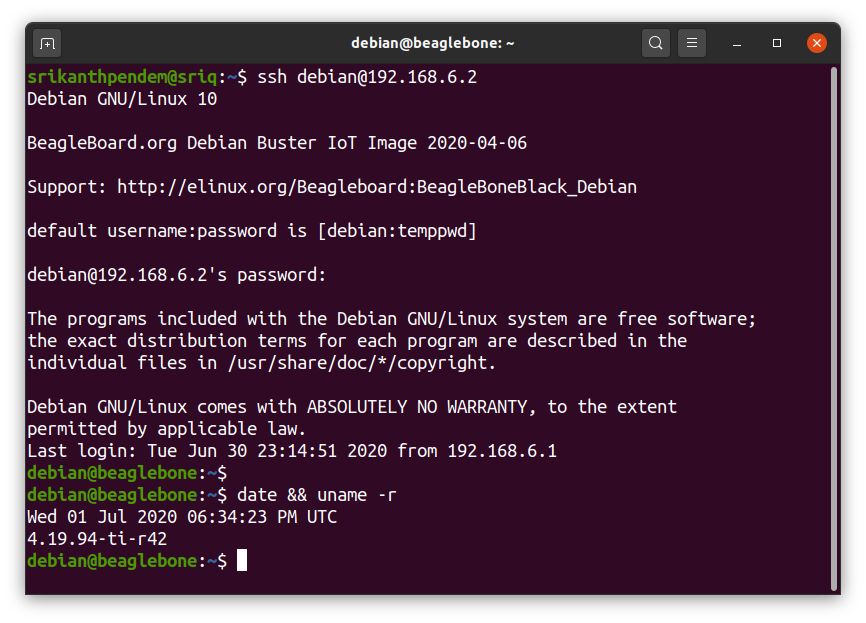 debian@beaglebone: ~
srikanthpendem@sriq:~$ ssh debian@192.168.6.2
Debian GNU/Linux 10
BeagleBoard.org Debian Buster IoT Image 2020-04-06
Support: http://elinux.org/Beagleboard:BeagleBoneBlack_Debian
default username:password is [debian:temppwd]
debian@192.168.6.2's password:
The programs included with the Debian GNU/Linux system are free software;
the exact distribution terms for each program are described in the
individual files in /usr/share/doc/*/copyright.
Debian GNU/Linux comes with ABSOLUTELY NO WARRANTY, to the extent
permitted by applicable law.
Last login: Tue Jun 30 23:14:51 2020 from 192.168.6.1
debian@beaglebone:~$
debian@beaglebone:~$ date && uname -r
Wed 01 Jul 2020 06:34:23 PM UTC
4.19.94-ti-r42
debian@beaglebone:~$